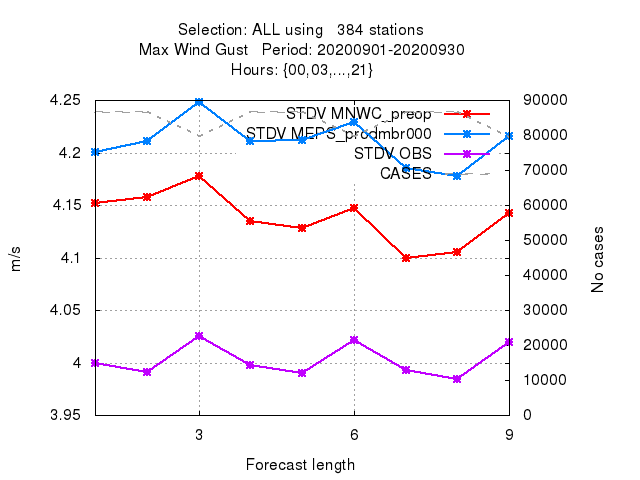 Selection: ALL using   384 stations
Max Wind Gust   Period: 20200901-20200930
Hours: {00,03,...,21}
4.25
4.2
4.15
4.1
4.05
4
3.95
90000
80000
70000
60000
50000
40000
30000
20000
10000
0
STDV MNWC_preop
STDV MEPS_prodmbr000
STDV OBS
CASES
m/s
No cases
3
6
9
Forecast length